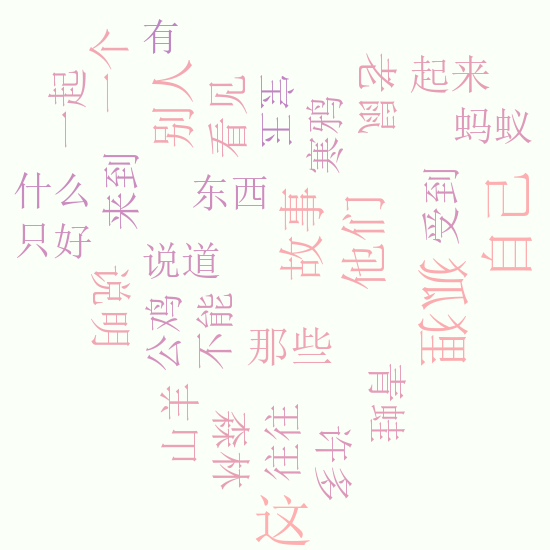 有
一个
一起
别人
看见
寒鸦
老鼠
起来
蚂蚁
什么
来到
东西
受到
自己
只好
故事
他们
说道
狐狸
说明
公鸡
不能
那些
青蛙
山羊
森林
往往
许多
这